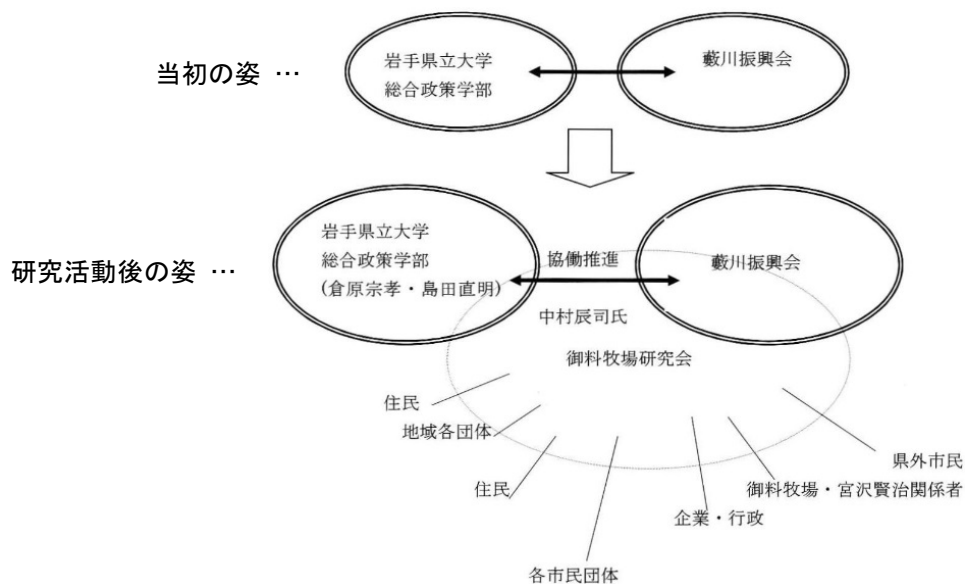 当初の姿 …
岩手県立大学
総合政策学部
藪川振興会
研究活動後の姿 …
岩手県立大学
総合政策学部
(倉原宗孝・島田直明)
協働推進
藪川振興会
中村辰司氏
御料牧場研究会
住民
地域各団体
住民
各市民団体
企業・行政
御料牧場・宮沢賢治関係者
県外市民